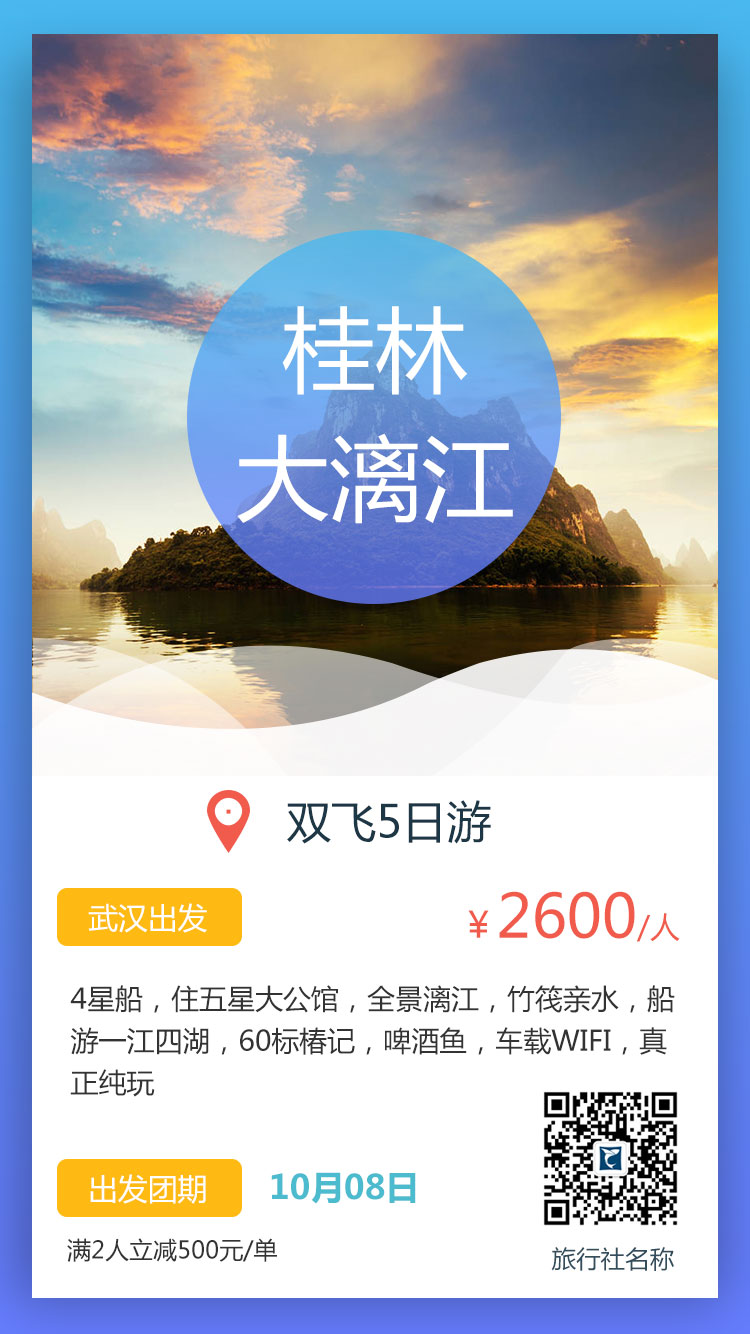 桂林
大漓江
双飞5日游
武汉出发
¥2600/人
4星船，住五星大公馆，全景漓江，竹筏亲水，船
游一江四湖，60标椿记，啤酒鱼，车载WIFI，真
正纯玩
出发团期 10月08日
满2人立减500元/单
旅行社名称